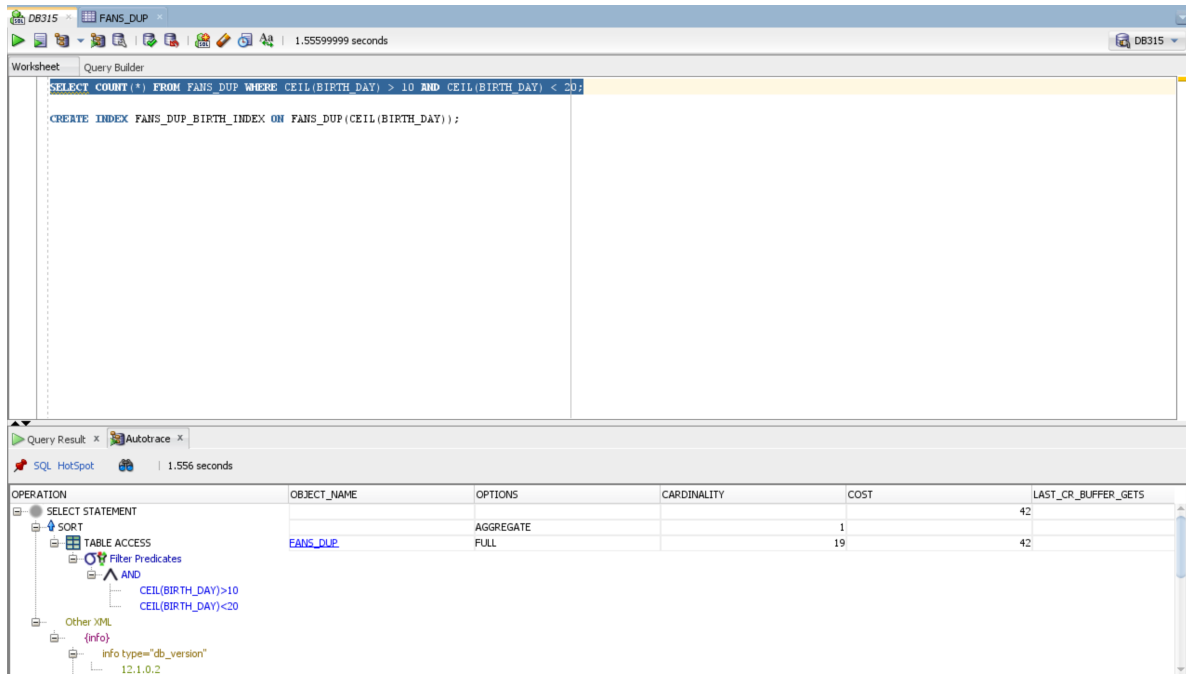 DB315 FANS_DUP
1.55599999 seconds DB315
Worksheet Query Builder
SELECT COUNT(*) FROM FANS_DUP WHERE CEIL(BIRTH_DAY) > 10 AND CEIL(BIRTH_DAY) < 20;
CREATE INDEX FANS_DUP_BIRTH_INDEX ON FANS_DUP(CEIL(BIRTH_DAY));
Query Result x Autotrace x
SQL HotSpot | 1.556 seconds
OPERATION OBJECT_NAME OPTIONS CARDINALITY COST LAST_CR_BUFFER_GETS
SELECT STATEMENT 42
SORT AGGREGATE 1
TABLE ACCESS FANS_DUP FULL 19 42
Filter Predicates
AND
CEIL(BIRTH_DAY)>10
CEIL(BIRTH_DAY)<20
Other XML
{info}
info type="db_version"
12.1.0.2